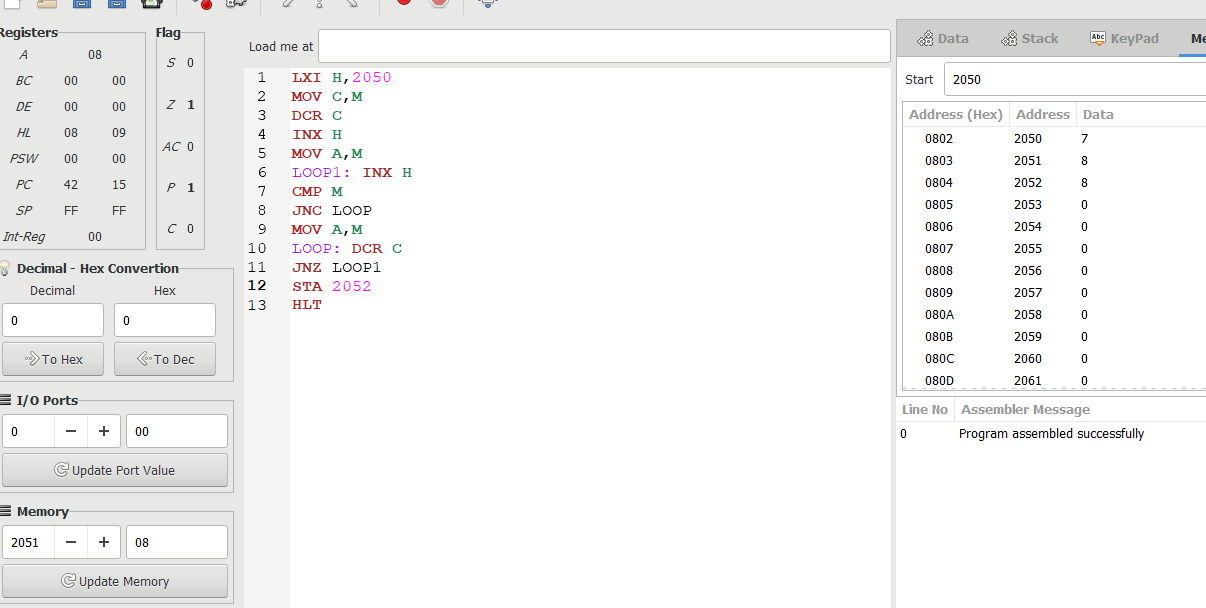 Registers
A 08
BC 00 00
DE 00 00
HL 08 09
PSW 00 00
PC 42 15
SP FF FF
Int-Reg 00
Flag
S 0
Z 1
AC 0
P 1
C 0
Decimal - Hex Convertion
Decimal Hex
0 0
To Hex To Dec
I/O Ports
0 − + 00
Update Port Value
Memory
2051 − + 08
Update Memory
Load me at
1 LXI H,2050
2 MOV C,M
3 DCR C
4 INX H
5 MOV A,M
6 LOOP1: INX H
7 CMP M
8 JNC LOOP
9 MOV A,M
10 LOOP: DCR C
11 JNZ LOOP1
12 STA 2052
13 HLT
Data Stack Abc KeyPad Me
Start 2050
Address (Hex) Address Data
0802 2050 7
0803 2051 8
0804 2052 8
0805 2053 0
0806 2054 0
0807 2055 0
0808 2056 0
0809 2057 0
080A 2058 0
080B 2059 0
080C 2060 0
080D 2061 0
Line No Assembler Message
0 Program assembled successfully